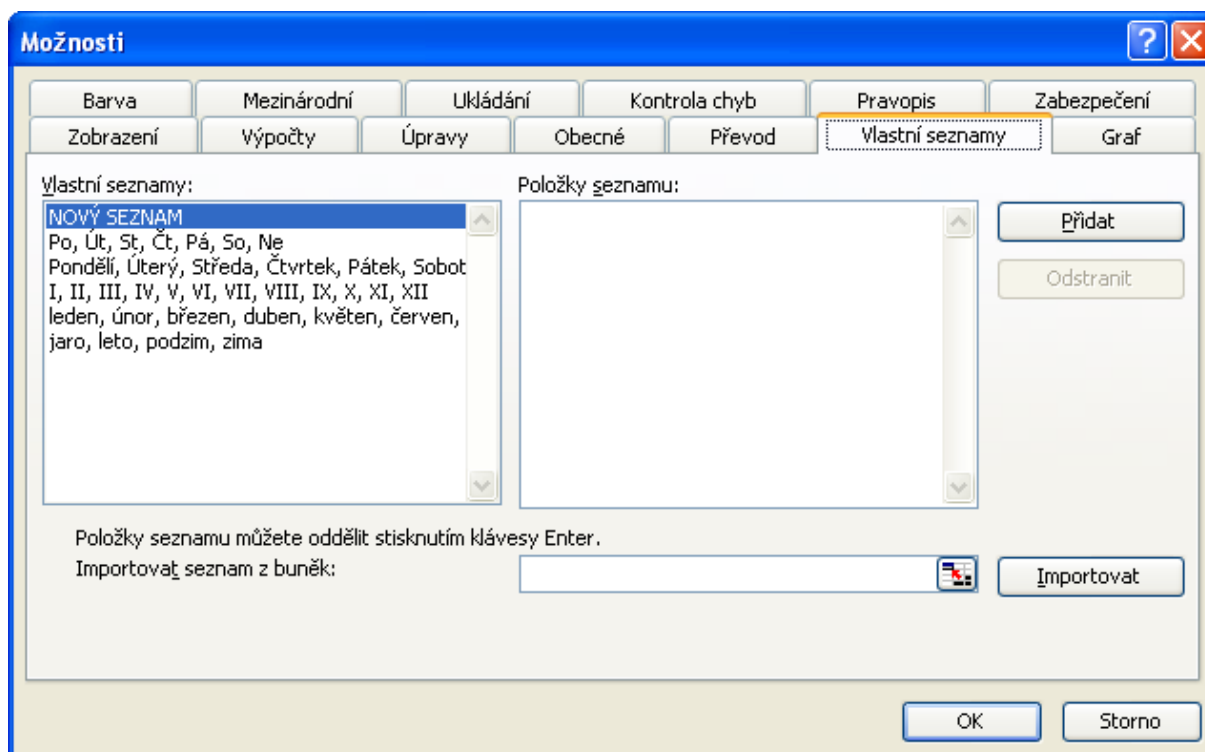 Možnosti
Barva Mezinárodní Ukládání Kontrola chyb Pravopis Zabezpečení
Zobrazení Výpočty Úpravy Obecné Převod Vlastní seznamy Graf
Vlastní seznamy:
NOVÝ SEZNAM
Po, Út, St, Čt, Pá, So, Ne
Pondělí, Úterý, Středa, Čtvrtek, Pátek, Sobot
I, II, III, IV, V, VI, VII, VIII, IX, X, XI, XII
leden, únor, březen, duben, květen, červen,
jaro, leto, podzim, zima
Položky seznamu:
Přidat
Odstranit
Položky seznamu můžete oddělit stisknutím klávesy Enter.
Importovat seznam z buněk:
Importovat
OK Storno